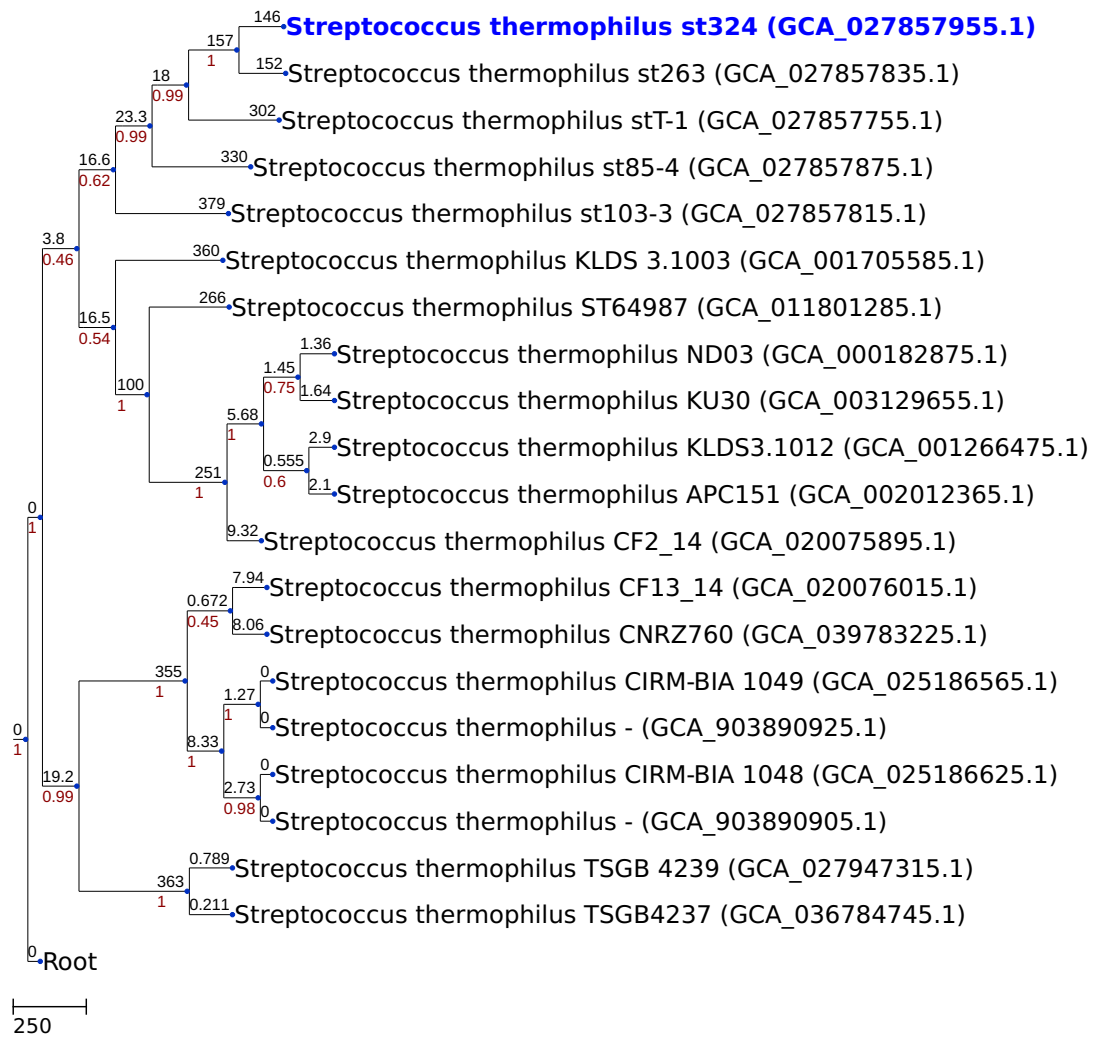 146
Streptococcus thermophilus st324 (GCA_027857955.1)
157
1
152
Streptococcus thermophilus st263 (GCA_027857835.1)
18
0.99
302
Streptococcus thermophilus stT-1 (GCA_027857755.1)
23.3
0.99
330
Streptococcus thermophilus st85-4 (GCA_027857875.1)
16.6
0.62
379
Streptococcus thermophilus st103-3 (GCA_027857815.1)
3.8
0.46
360
Streptococcus thermophilus KLDS 3.1003 (GCA_001705585.1)
16.5
0.54
266
Streptococcus thermophilus ST64987 (GCA_011801285.1)
1.36
Streptococcus thermophilus ND03 (GCA_000182875.1)
1.45
0.75
100
1
1.64
Streptococcus thermophilus KU30 (GCA_003129655.1)
5.68
1
2.9
Streptococcus thermophilus KLDS3.1012 (GCA_001266475.1)
0.555
0.6
251
1
2.1
Streptococcus thermophilus APC151 (GCA_002012365.1)
0
1
9.32
Streptococcus thermophilus CF2_14 (GCA_020075895.1)
7.94
Streptococcus thermophilus CF13_14 (GCA_020076015.1)
0.672
0.45
8.06
Streptococcus thermophilus CNRZ760 (GCA_039783225.1)
355
1
0
Streptococcus thermophilus CIRM-BIA 1049 (GCA_025186565.1)
1.27
1
0
Streptococcus thermophilus - (GCA_903890925.1)
0
1
8.33
1
0
Streptococcus thermophilus CIRM-BIA 1048 (GCA_025186625.1)
19.2
0.99
2.73
0.98
0
Streptococcus thermophilus - (GCA_903890905.1)
0.789
Streptococcus thermophilus TSGB 4239 (GCA_027947315.1)
363
1
0.211
Streptococcus thermophilus TSGB4237 (GCA_036784745.1)
0
Root
250